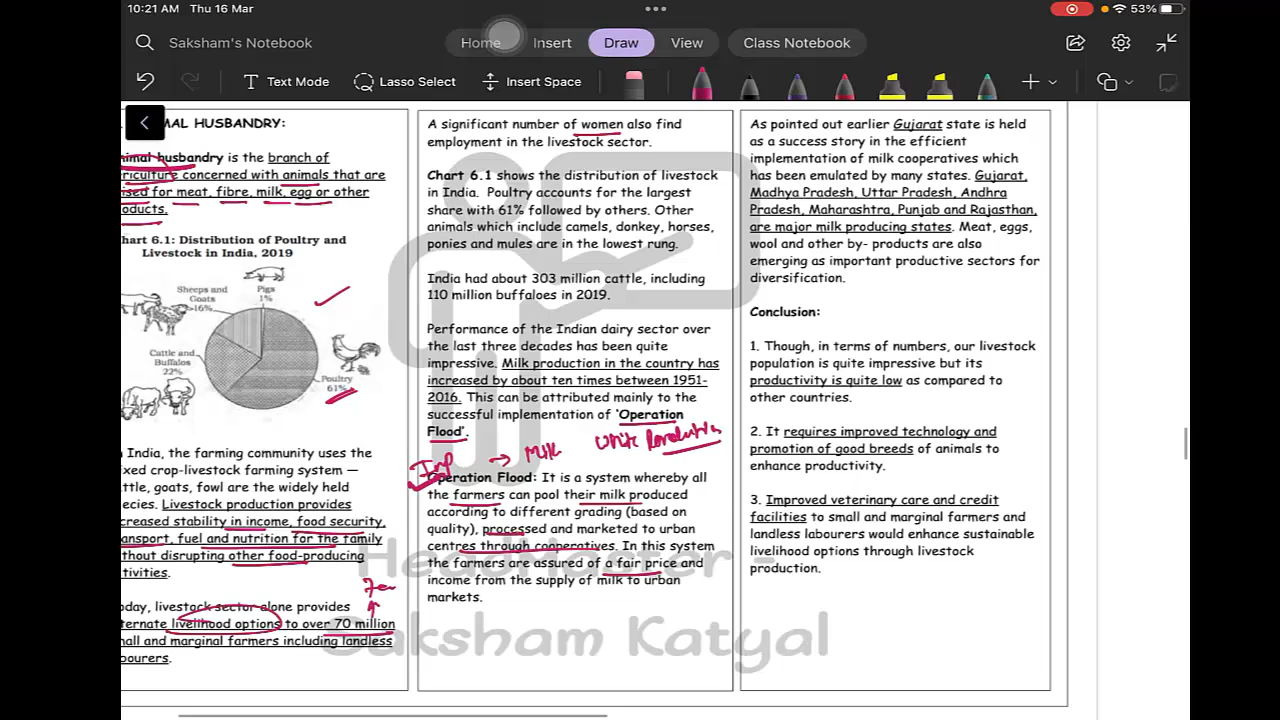 10:21 AM Thu 16 Mar
53%
Saksham's Notebook
Home Insert Draw View Class Notebook
Text Mode Lasso Select Insert Space
MAL HUSBANDRY:
nimal husbandry is the branch of
griculture concerned with animals that are
ised for meat, fibre, milk, egg or other
oducts.
hart 6.1: Distribution of Poultry and
Livestock in India, 2019
Pigs
1%
Sheeps and
Goats
16%
Cattle and
Buffalos
22%
Poultry
61%
n India, the farming community uses the
ixed crop-livestock farming system —
ttle, goats, fowl are the widely held
ecies. Livestock production provides
creased stability in income, food security,
ansport, fuel and nutrition for the family
thout disrupting other food-producing
tivities.
oday, livestock sector alone provides
ternate livelihood options to over 70 million
all and marginal farmers including landless
bourers.
A significant number of women also find
employment in the livestock sector.
Chart 6.1 shows the distribution of livestock
in India. Poultry accounts for the largest
share with 61% followed by others. Other
animals which include camels, donkey, horses,
ponies and mules are in the lowest rung.
India had about 303 million cattle, including
110 million buffaloes in 2019.
Performance of the Indian dairy sector over
the last three decades has been quite
impressive. Milk production in the country has
increased by about ten times between 1951-
2016. This can be attributed mainly to the
successful implementation of 'Operation
Flood'.
White Revolution
Imp → Milk
Operation Flood: It is a system whereby all
the farmers can pool their milk produced
according to different grading (based on
quality), processed and marketed to urban
centres through cooperatives. In this system
the farmers are assured of a fair price and
income from the supply of milk to urban
markets.
As pointed out earlier Gujarat state is held
as a success story in the efficient
implementation of milk cooperatives which
has been emulated by many states. Gujarat,
Madhya Pradesh, Uttar Pradesh, Andhra
Pradesh, Maharashtra, Punjab and Rajasthan,
are major milk producing states. Meat, eggs,
wool and other by- products are also
emerging as important productive sectors for
diversification.
Conclusion:
1. Though, in terms of numbers, our livestock
population is quite impressive but its
productivity is quite low as compared to
other countries.
2. It requires improved technology and
promotion of good breeds of animals to
enhance productivity.
3. Improved veterinary care and credit
facilities to small and marginal farmers and
landless labourers would enhance sustainable
livelihood options through livestock
production.
HeadMaster -
Saksham Katyal